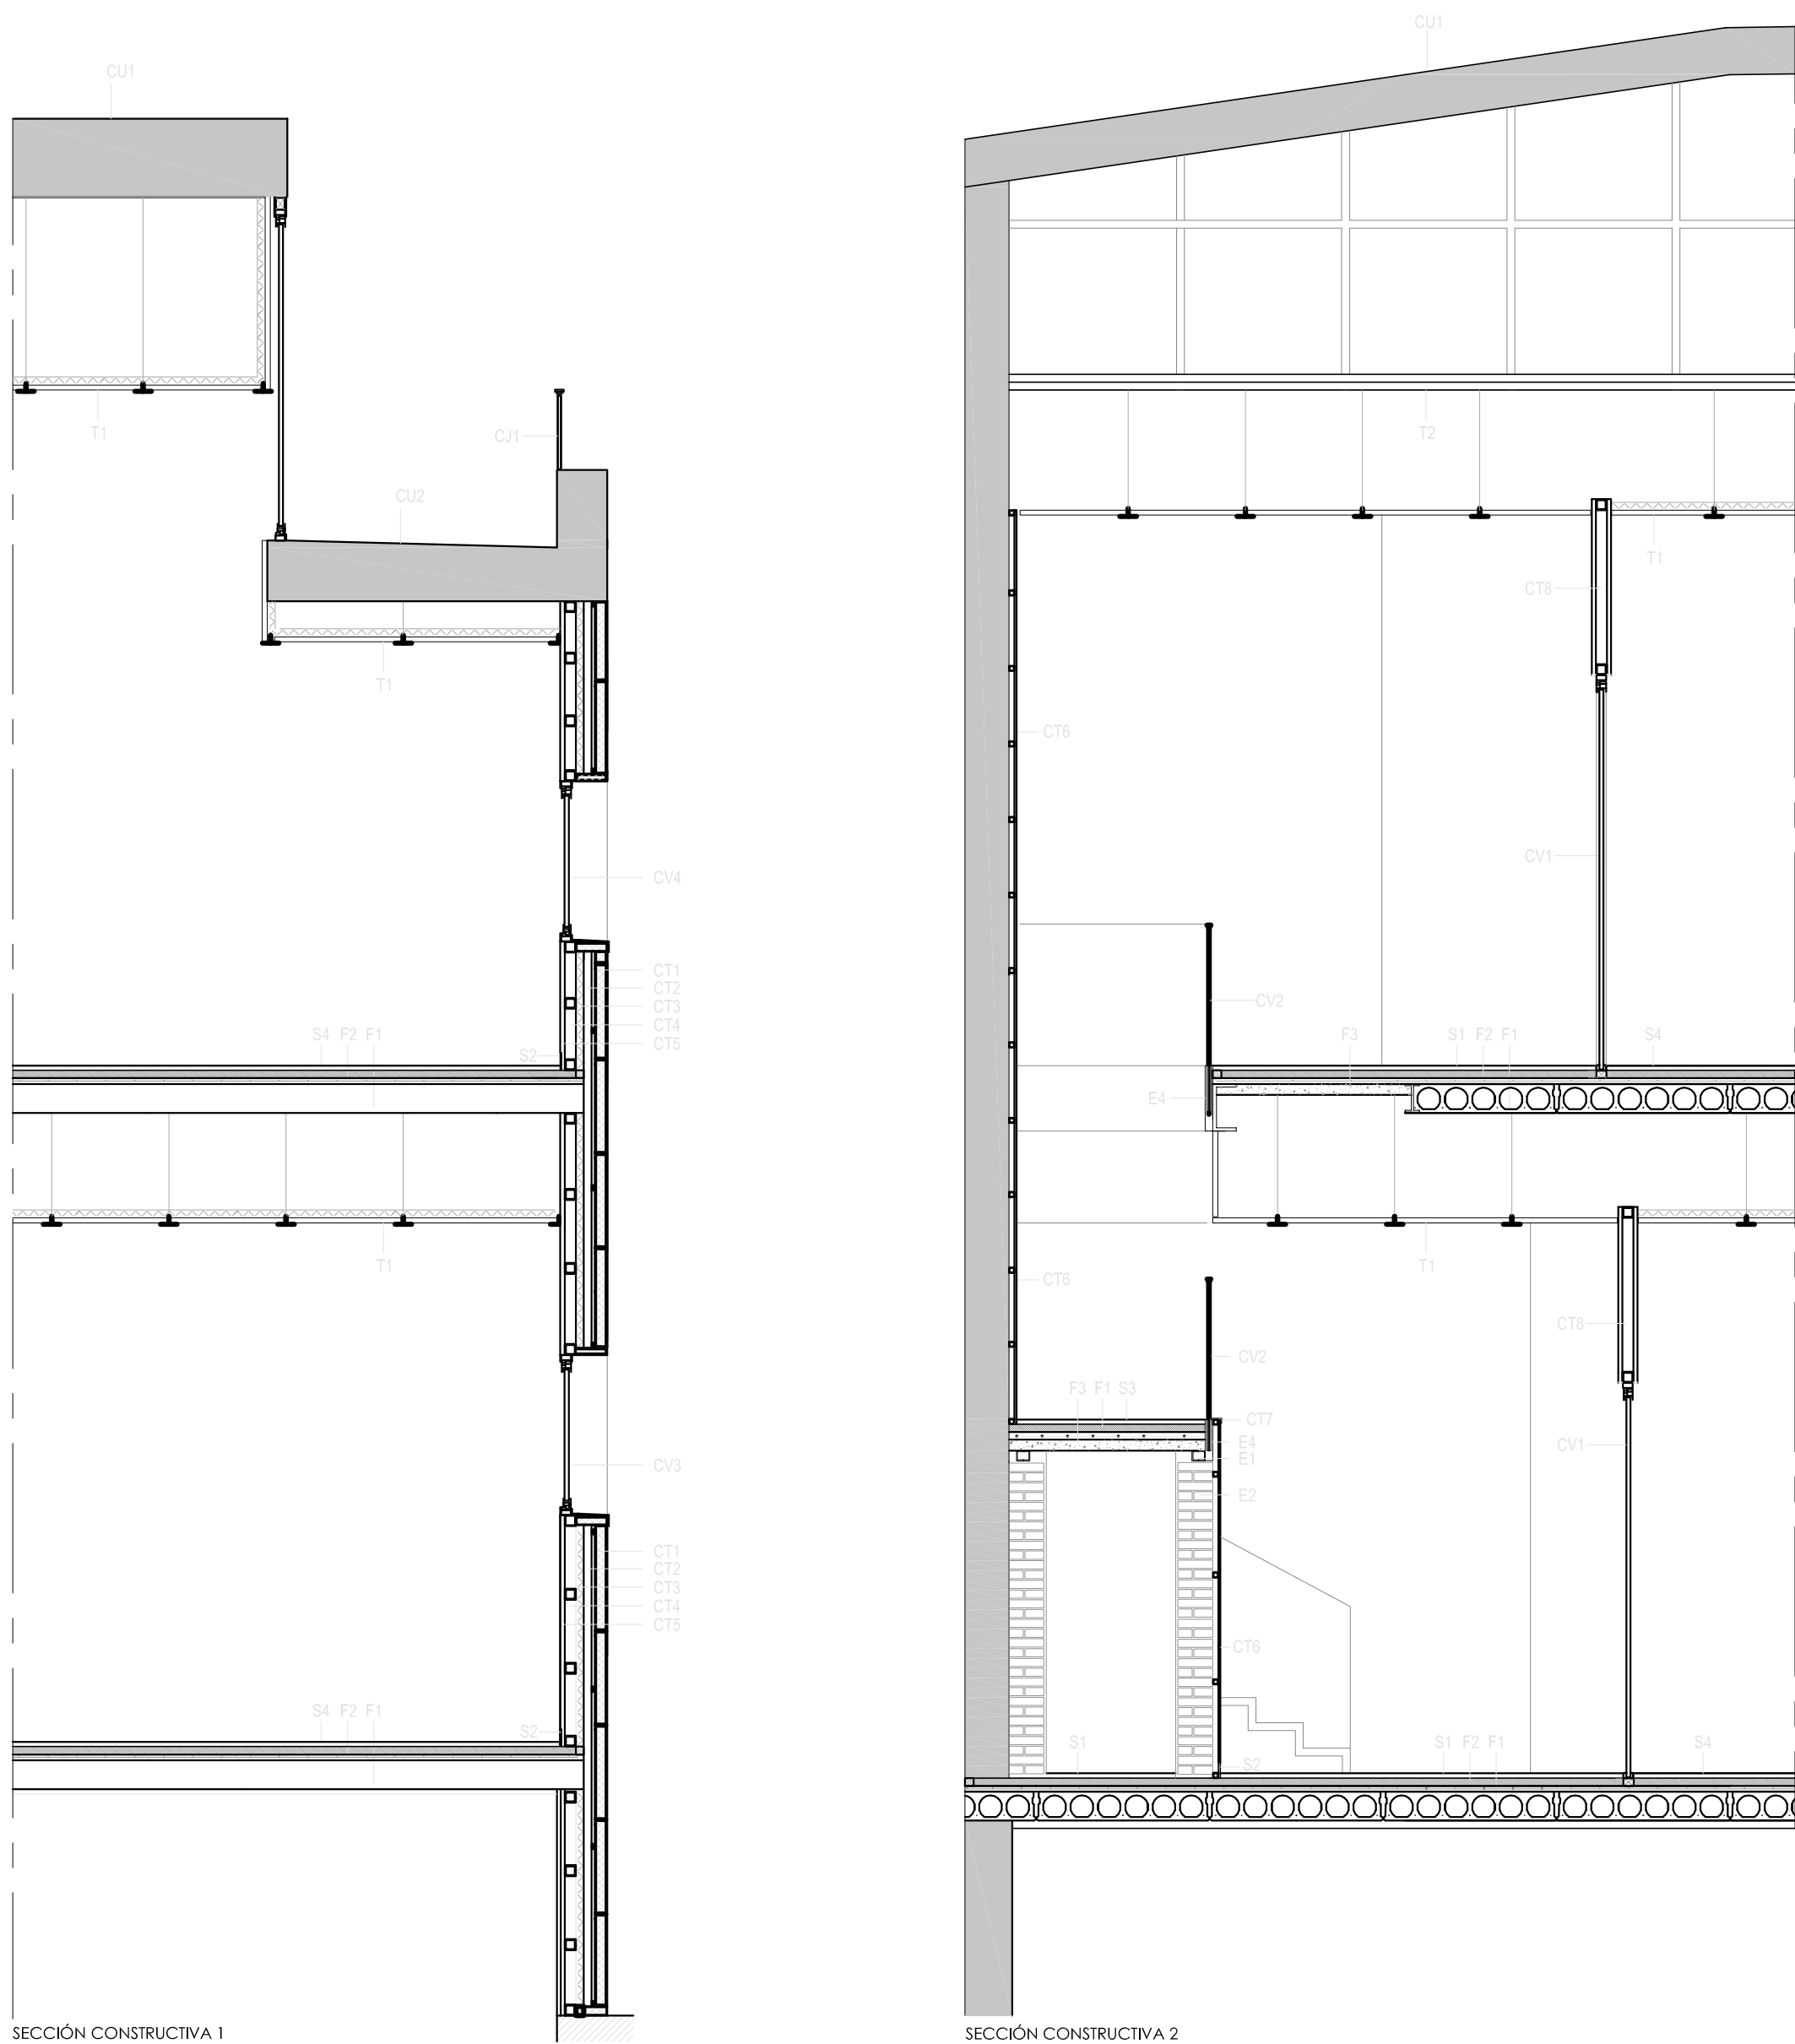 CU1
T1
CJ1
CU2
T1
CV4
CT1
CT2
CT3
CT4
CT5
S4 F2 F1
S2
T1
CV3
CT1
CT2
CT3
CT4
CT5
S4 F2 F1
S2
SECCIÓN CONSTRUCTIVA 1
CU1
T2
T1
CT8
CT6
CV1
CV2
F3 S1 F2 F1 S4
E4
T1
CT6
CT8
CV2
F3 F1 S3
CT7
E4
E1
CV1
E2
CT6
S1
S2
S1 F2 F1 S4
SECCIÓN CONSTRUCTIVA 2